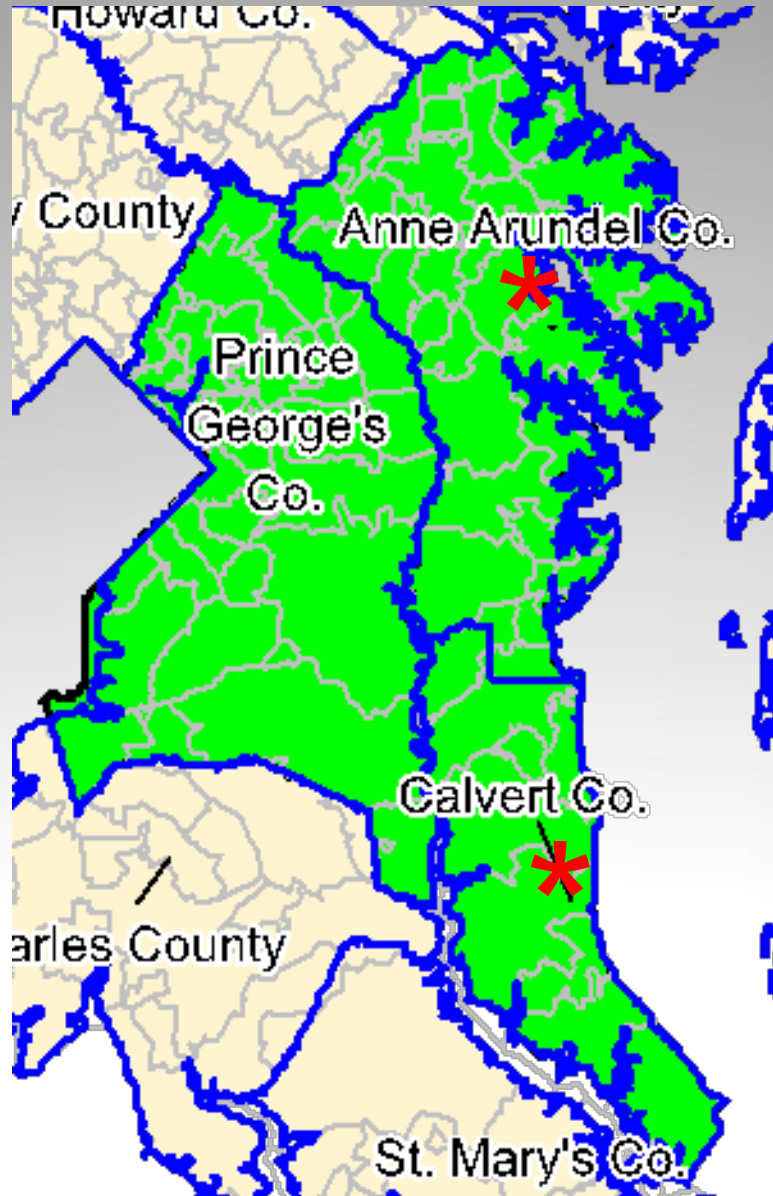 Howard Co.
y County
Anne Arundel Co.
*
Prince
George's
Co.
Calvert Co.
*
arles County
St. Mary's Co.